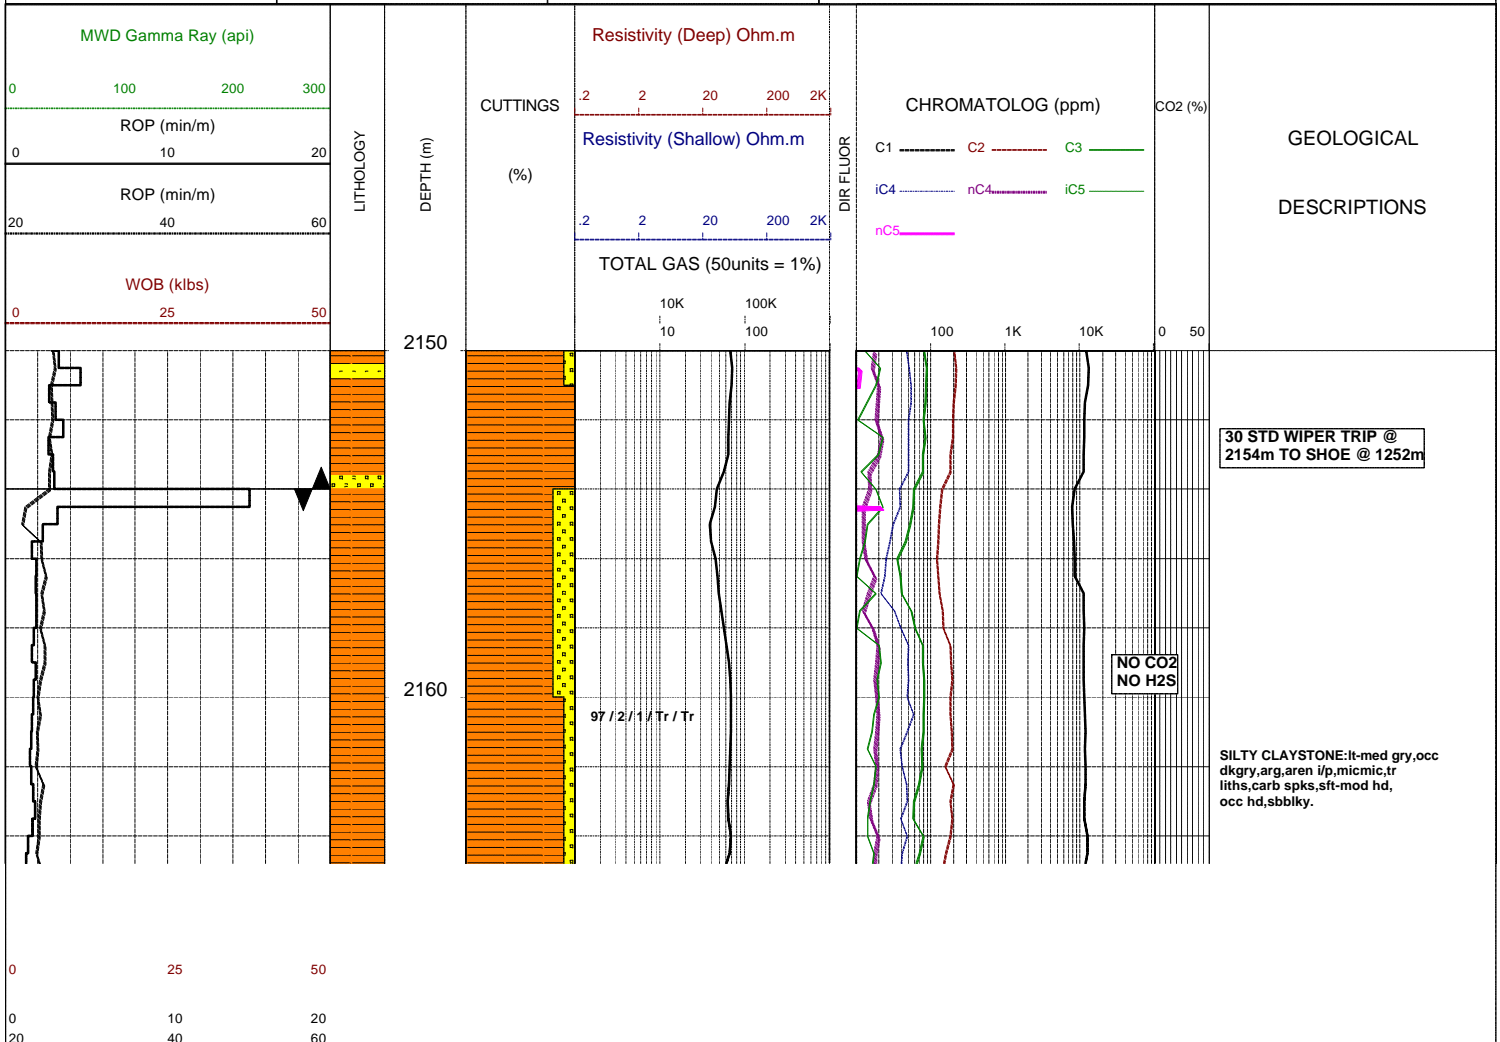 MWD Gamma Ray (api)
0 100 200 300
ROP (min/m)
0 10 20
ROP (min/m)
20 40 60
WOB (klbs)
0 25 50
LITHOLOGY
DEPTH (m)
CUTTINGS
(%)
Resistivity (Deep) Ohm.m
.2 2 20 200 2K
Resistivity (Shallow) Ohm.m
.2 2 20 200 2K
TOTAL GAS (50units = 1%)
10K 100K
10 100
DIR FLUOR
CHROMATOLOG (ppm)
C1 C2 C3
iC4 nC4 iC5
nC5
100 1K 10K
CO2 (%)
0 50
GEOLOGICAL
DESCRIPTIONS
2150
30 STD WIPER TRIP @
2154m TO SHOE @ 1252m
NO CO2
NO H2S
2160
97 / 2 / 1 / Tr / Tr
SILTY CLAYSTONE:lt-med gry,occ
dkgry,arg,aren i/p,micmic,tr
liths,carb spks,sft-mod hd,
occ hd,sbblky.
0 25 50
0 10 20
20 40 60